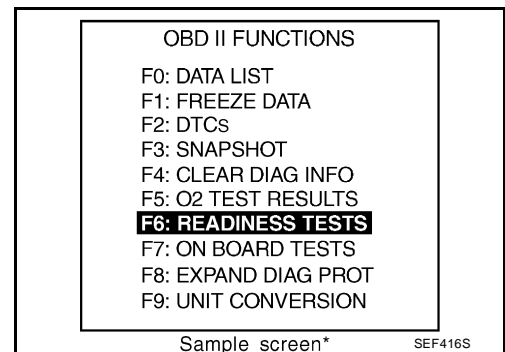 OBD II FUNCTIONS
F0: DATA LIST
F1: FREEZE DATA
F2: DTCs
F3: SNAPSHOT
F4: CLEAR DIAG INFO
F5: O2 TEST RESULTS
F6: READINESS TESTS
F7: ON BOARD TESTS
F8: EXPAND DIAG PROT
F9: UNIT CONVERSION
Sample screen* SEF416S